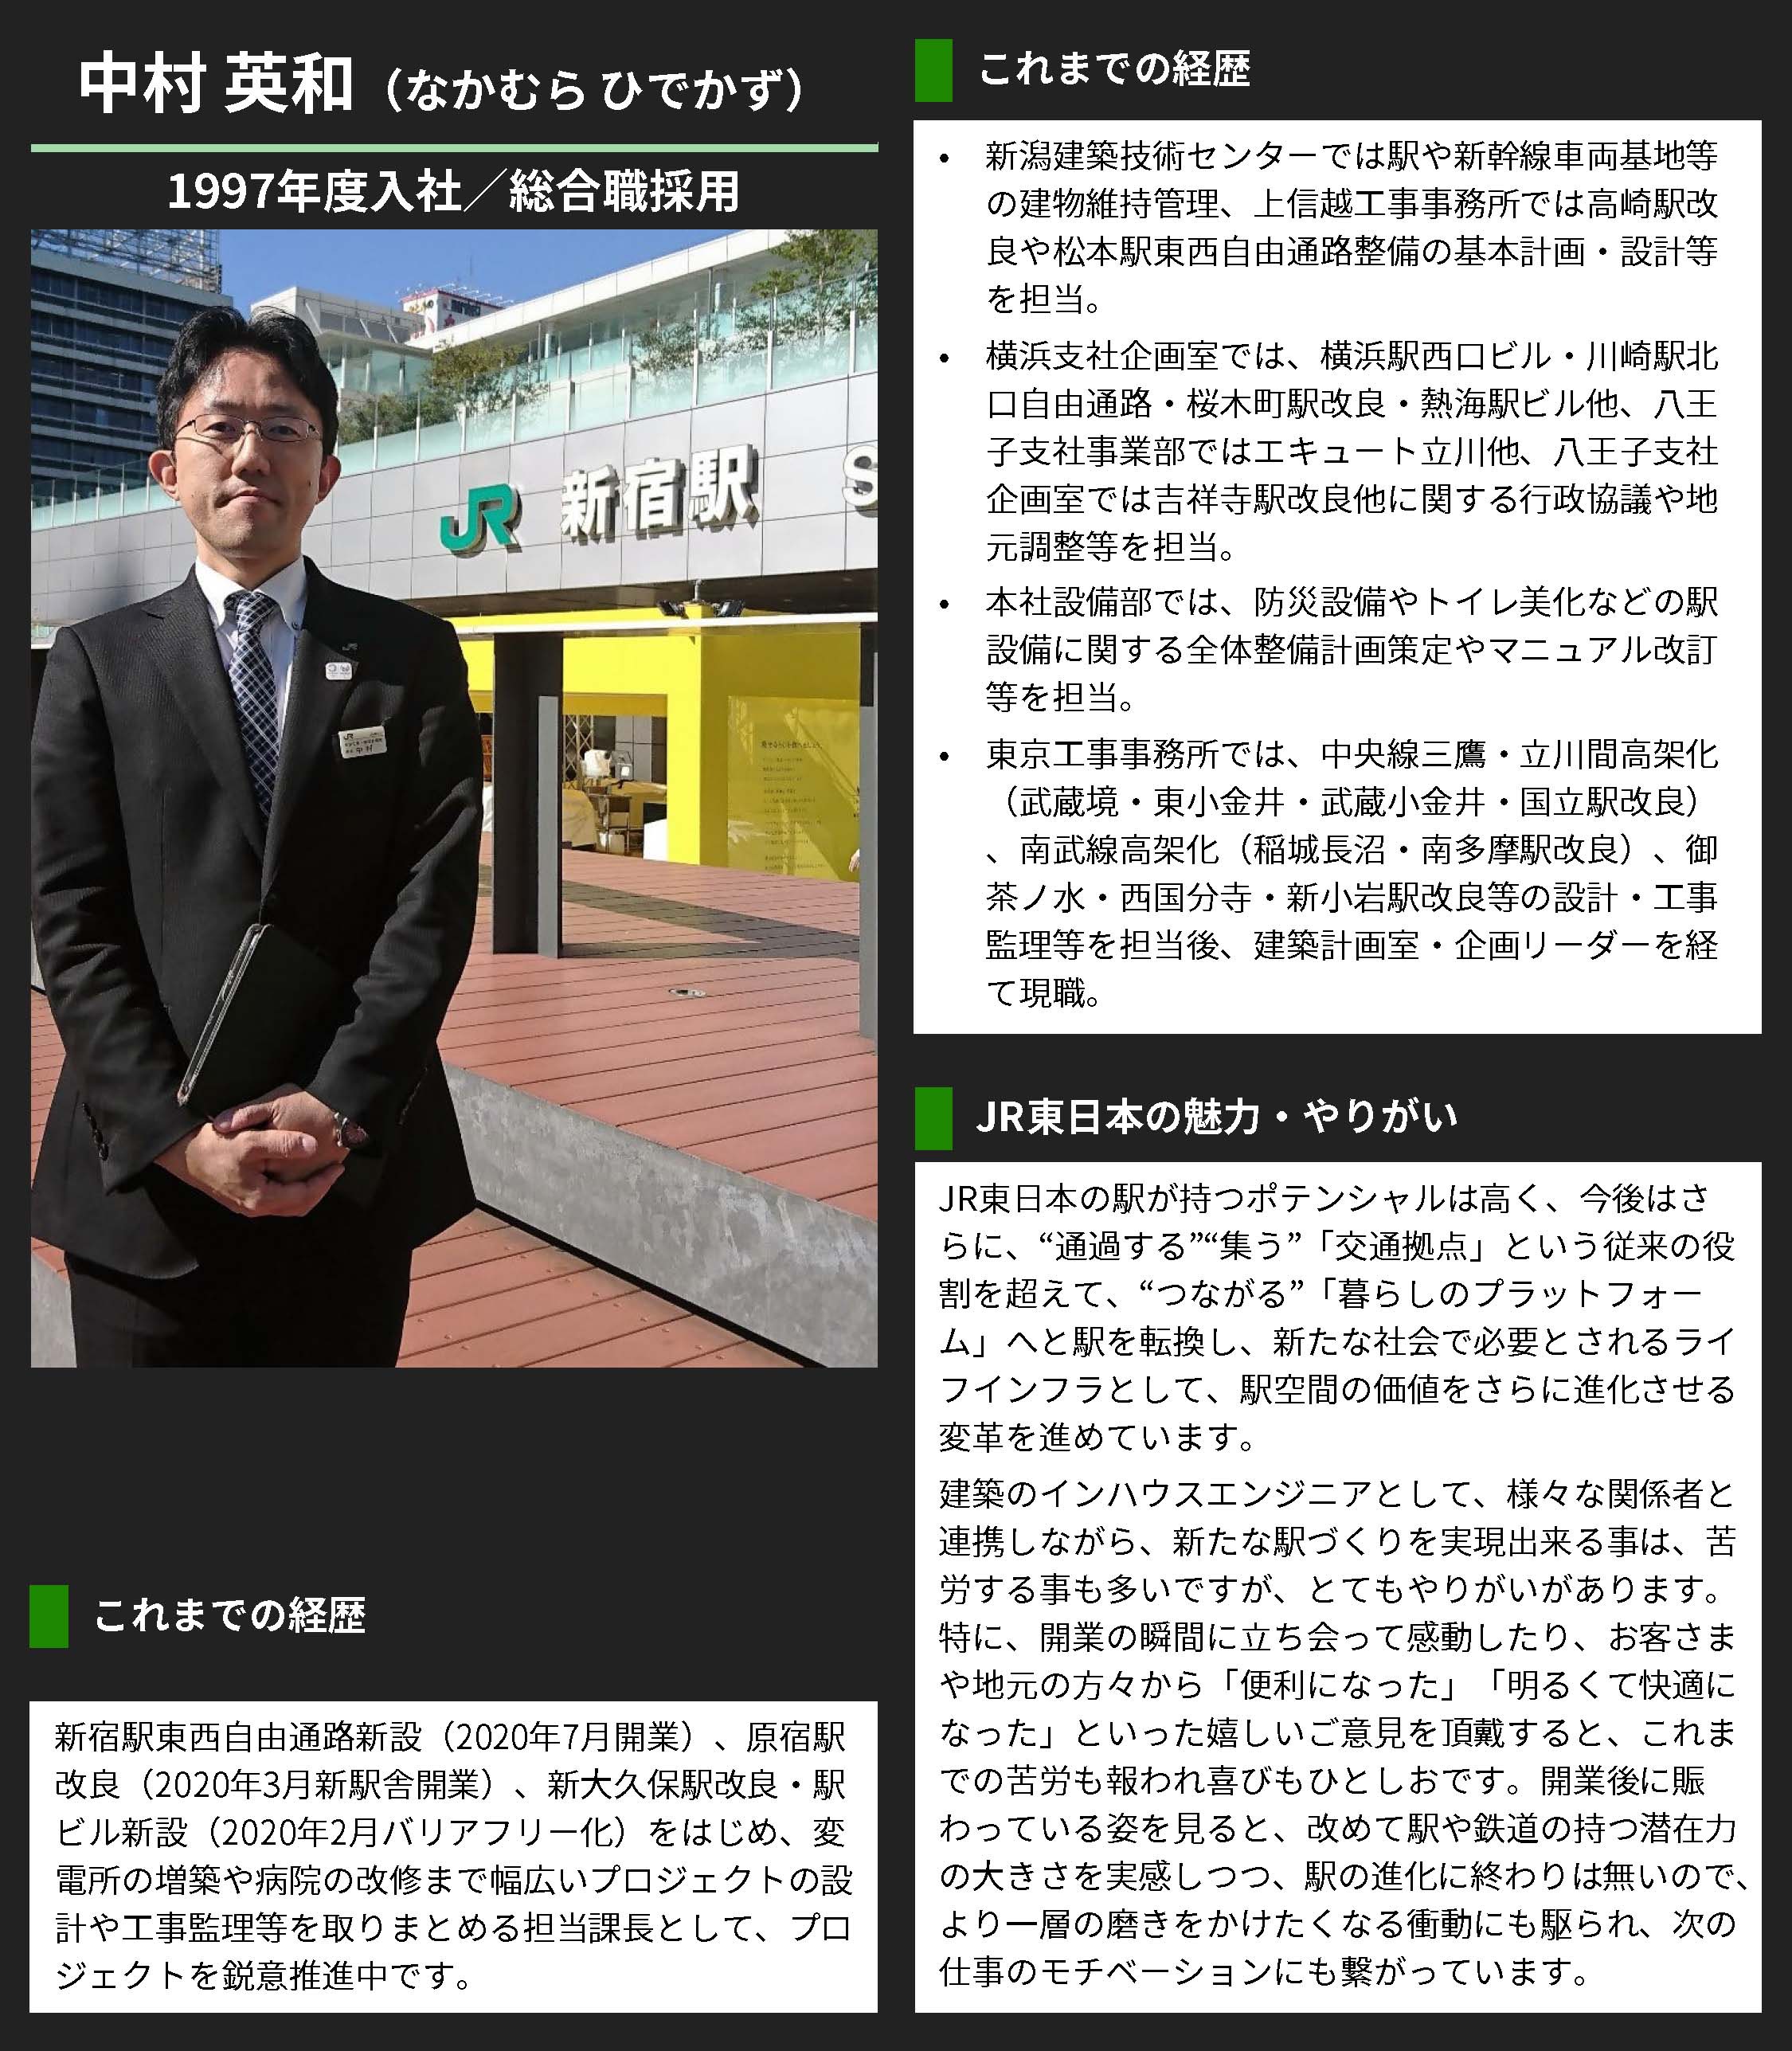 中村 英和（なかむら ひでかず）
1997年度入社／総合職採用
JR 新宿駅 S
JR
中村
これまでの経歴
新宿駅東西自由通路新設（2020年7月開業）、原宿駅
改良（2020年3月新駅舎開業）、新大久保駅改良・駅
ビル新設（2020年2月バリアフリー化）をはじめ、変
電所の増築や病院の改修まで幅広いプロジェクトの設
計や工事監理等を取りまとめる担当課長として、プロ
ジェクトを鋭意推進中です。
これまでの経歴
• 新潟建築技術センターでは駅や新幹線車両基地等
の建物維持管理、上信越工事事務所では高崎駅改
良や松本駅東西自由通路整備の基本計画・設計等
を担当。
• 横浜支社企画室では、横浜駅西口ビル・川崎駅北
口自由通路・桜木町駅改良・熱海駅ビル他、八王
子支社事業部ではエキュート立川他、八王子支社
企画室では吉祥寺駅改良他に関する行政協議や地
元調整等を担当。
• 本社設備部では、防災設備やトイレ美化などの駅
設備に関する全体整備計画策定やマニュアル改訂
等を担当。
• 東京工事事務所では、中央線三鷹・立川間高架化
（武蔵境・東小金井・武蔵小金井・国立駅改良）
、南武線高架化（稲城長沼・南多摩駅改良）、御
茶ノ水・西国分寺・新小岩駅改良等の設計・工事
監理等を担当後、建築計画室・企画リーダーを経
て現職。
JR東日本の魅力・やりがい
JR東日本の駅が持つポテンシャルは高く、今後はさ
らに、“通過する”“集う”「交通拠点」という従来の役
割を超えて、“つながる”「暮らしのプラットフォー
ム」へと駅を転換し、新たな社会で必要とされるライ
フインフラとして、駅空間の価値をさらに進化させる
変革を進めています。
建築のインハウスエンジニアとして、様々な関係者と
連携しながら、新たな駅づくりを実現出来る事は、苦
労する事も多いですが、とてもやりがいがあります。
特に、開業の瞬間に立ち会って感動したり、お客さま
や地元の方々から「便利になった」「明るくて快適に
なった」といった嬉しいご意見を頂戴すると、これま
での苦労も報われ喜びもひとしおです。開業後に賑
わっている姿を見ると、改めて駅や鉄道の持つ潜在力
の大きさを実感しつつ、駅の進化に終わりは無いので、
より一層の磨きをかけたくなる衝動にも駆られ、次の
仕事のモチベーションにも繋がっています。